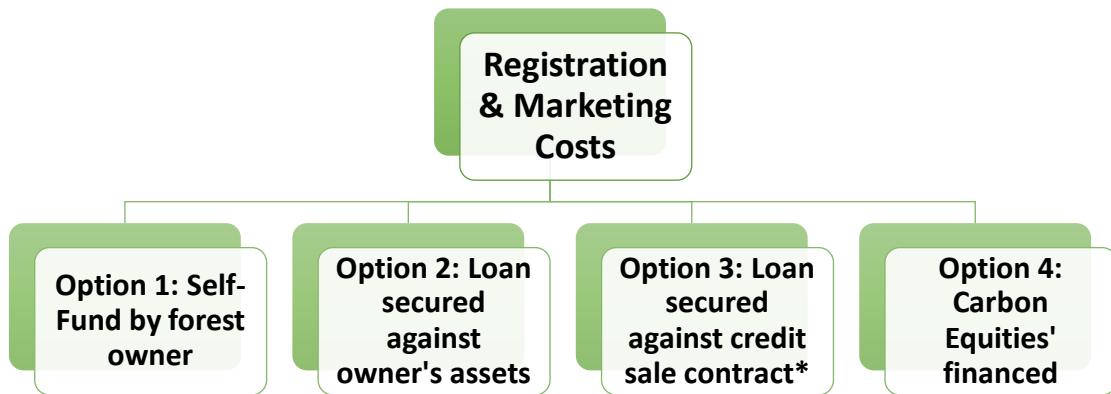 Registration
& Marketing
Costs
Option 1: Self-
Fund by forest
owner
Option 2: Loan
secured
against
owner's assets
Option 3: Loan
secured
against credit
sale contract*
Option 4:
Carbon
Equities'
financed